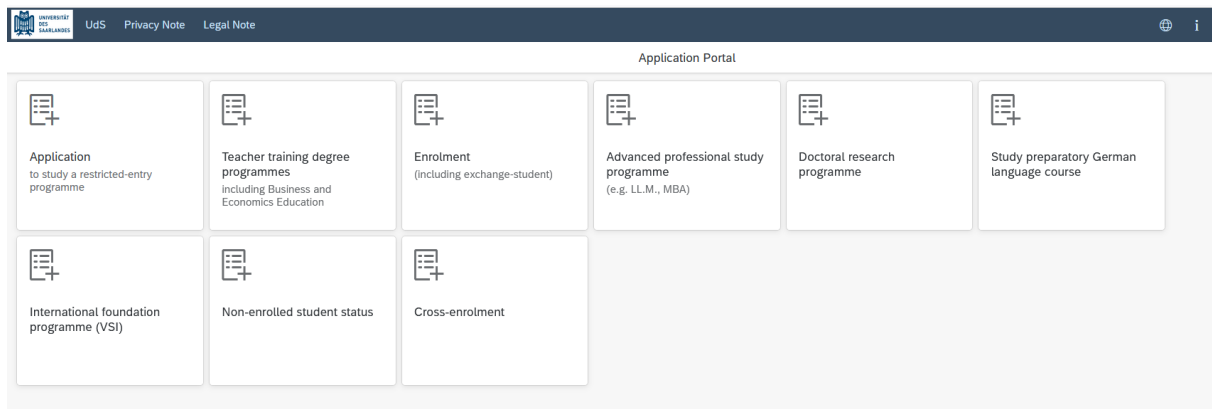 UNIVERSITÄT
DES
SAARLANDES
UdS Privacy Note Legal Note
Application Portal
Application
to study a restricted-entry
programme
Teacher training degree
programmes
including Business and
Economics Education
Enrolment
(including exchange-student)
Advanced professional study
programme
(e.g. LL.M., MBA)
Doctoral research
programme
Study preparatory German
language course
International foundation
programme (VSI)
Non-enrolled student status
Cross-enrolment